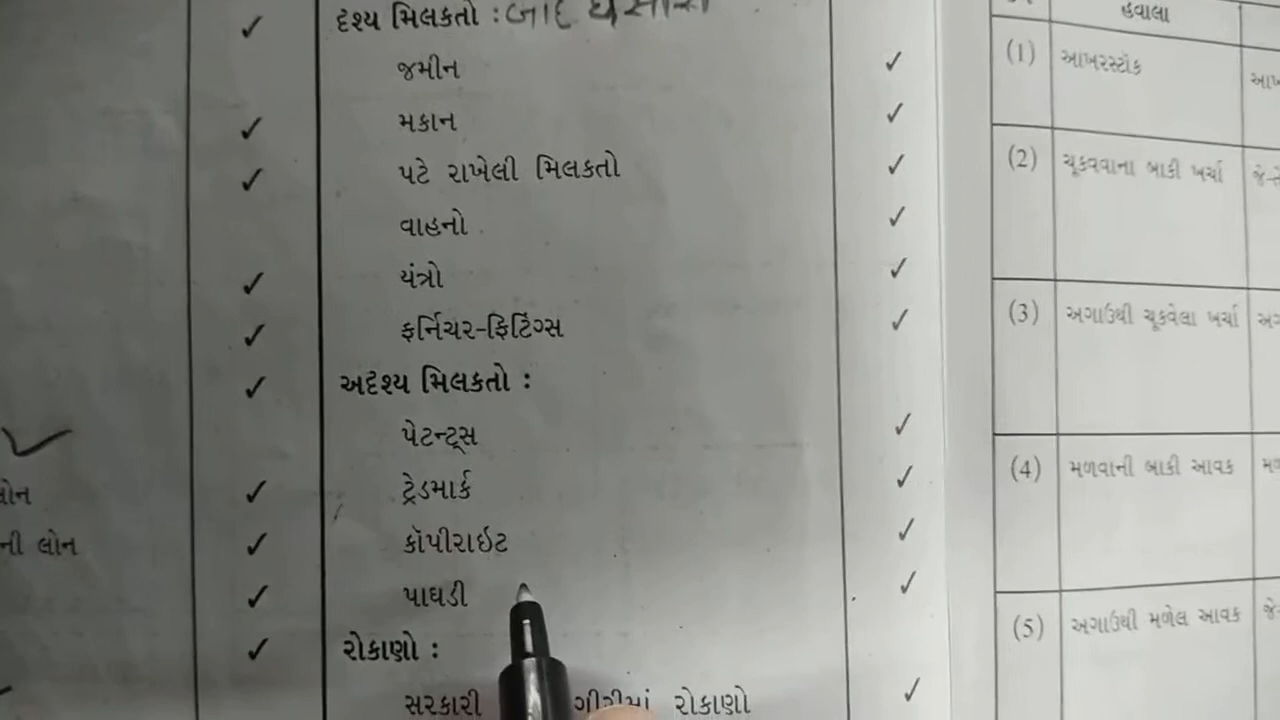 દૃશ્ય મિલકતો : બાદ ઘસારા
જમીન
મકાન
પટે રાખેલી મિલકતો
વાહનો
યંત્રો
ફર્નિચર-ફિટિંગ્સ
અદૃશ્ય મિલકતો :
પેટન્ટ્સ
ટ્રેડમાર્ક
કૉપીરાઇટ
પાઘડી
રોકાણો :
સરકારી રોકાણો
લોન
ની લોન
હવાલા
(1) આખરસ્ટૉક
(2) ચૂકવવાના બાકી ખર્ચા
(3) અગાઉથી ચૂકવેલા ખર્ચા
(4) મળવાની બાકી આવક
(5) અગાઉથી મળેલ આવક